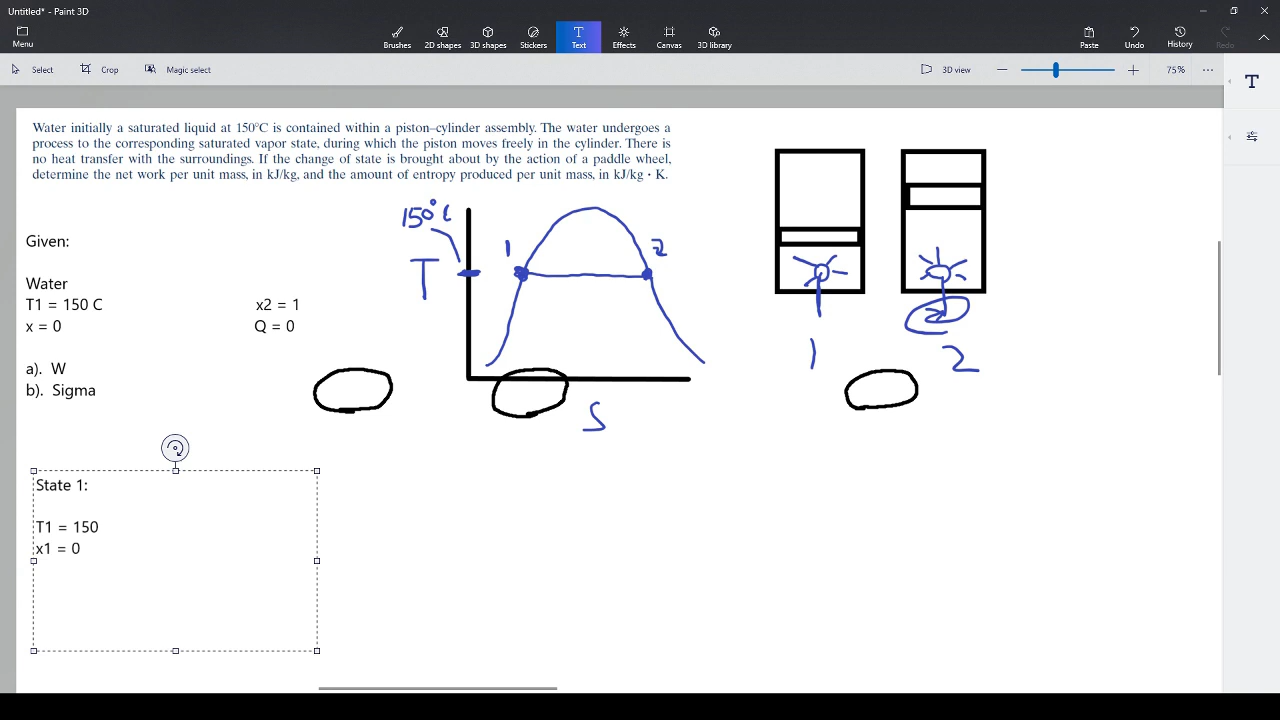 Untitled* - Paint 3D
Menu
Brushes
2D shapes
3D shapes
Stickers
Text
Effects
Canvas
3D library
Paste
Undo
History
Redo
Select
Crop
Magic select
3D view
75%
T
Water initially a saturated liquid at 150°C is contained within a piston–cylinder assembly. The water undergoes a
process to the corresponding saturated vapor state, during which the piston moves freely in the cylinder. There is
no heat transfer with the surroundings. If the change of state is brought about by the action of a paddle wheel,
determine the net work per unit mass, in kJ/kg, and the amount of entropy produced per unit mass, in kJ/kg · K.
Given:
Water
T1 = 150 C
x = 0
x2 = 1
Q = 0
a). W
b). Sigma
150°C
T
1
2
S
1
2
State 1:
T1 = 150
x1 = 0